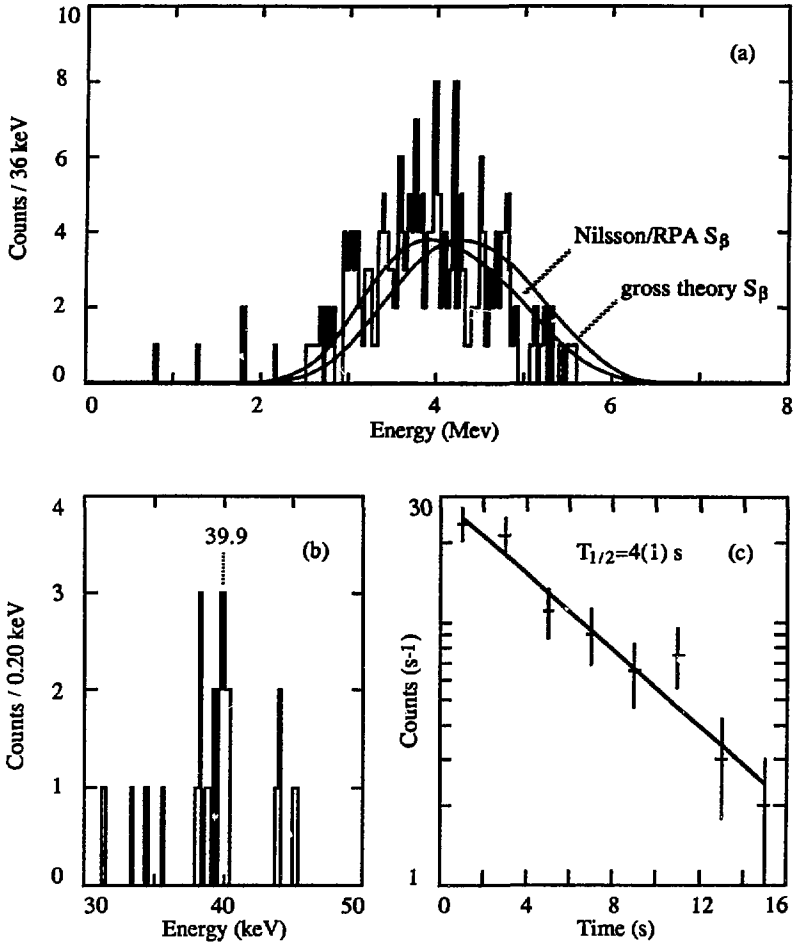 10
8
6
4
2
0
Counts / 36 keV
(a)
Nilsson/RPA Sβ
gross theory Sβ
0 2 4 6 8
Energy (Mev)
4
3
2
1
0
Counts / 0.20 keV
39.9
(b)
30 40 50
Energy (keV)
30
1
Counts (s-1)
T1/2=4(1) s
(c)
0 4 8 12 16
Time (s)